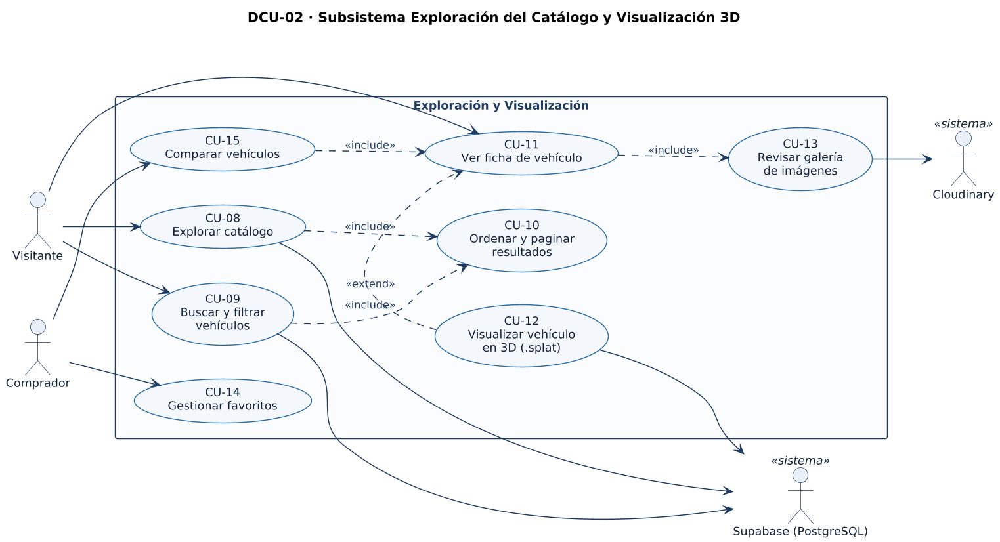 DCU-02 · Subsistema Exploración del Catálogo y Visualización 3D
Exploración y Visualización
CU-15
Comparar vehículos
«include»
CU-11
Ver ficha de vehículo
«include»
CU-13
Revisar galería
de imágenes
«sistema»
Cloudinary
Visitante
CU-08
Explorar catálogo
«include»
CU-10
Ordenar y paginar
resultados
«extend»
CU-09
Buscar y filtrar
vehículos
«include»
CU-12
Visualizar vehículo
en 3D (.splat)
Comprador
CU-14
Gestionar favoritos
«sistema»
Supabase (PostgreSQL)